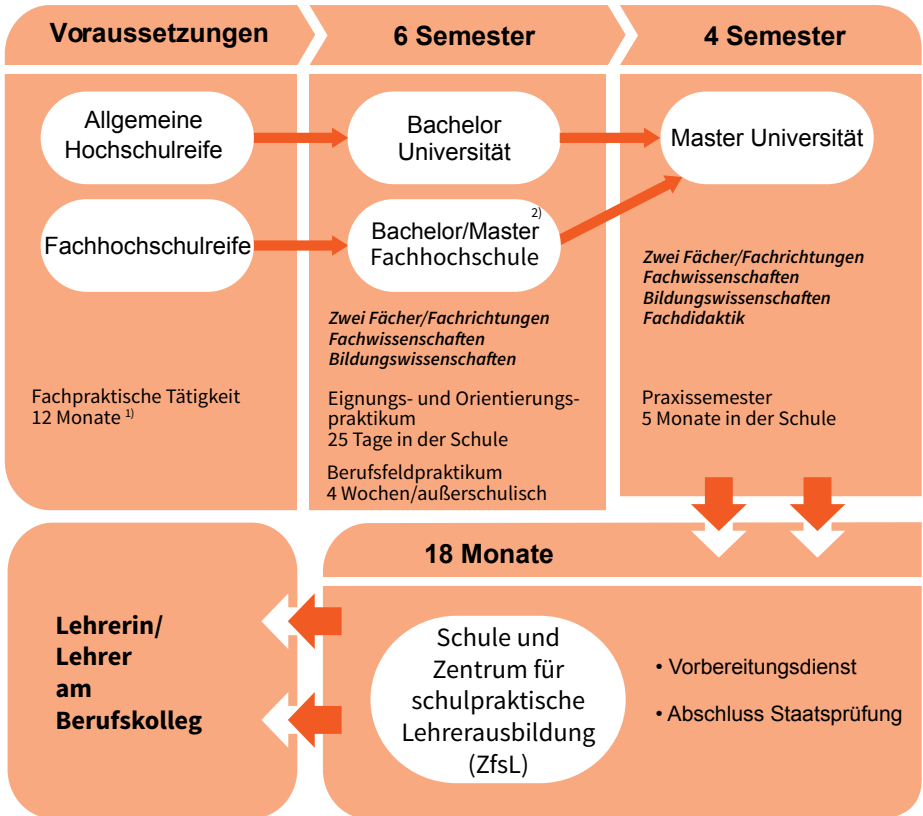 Voraussetzungen
6 Semester
4 Semester
Allgemeine
Hochschulreife
Bachelor
Universität
Master Universität
Fachhochschulreife
Bachelor/Master 2)
Fachhochschule
Zwei Fächer/Fachrichtungen
Fachwissenschaften
Bildungswissenschaften
Zwei Fächer/Fachrichtungen
Fachwissenschaften
Bildungswissenschaften
Fachdidaktik
Fachpraktische Tätigkeit
12 Monate 1)
Eignungs- und Orientierungs-
praktikum
25 Tage in der Schule
Berufsfeldpraktikum
4 Wochen/außerschulisch
Praxissemester
5 Monate in der Schule
18 Monate
Schule und
Zentrum für
schulpraktische
Lehrerausbildung
(ZfsL)
• Vorbereitungsdienst
• Abschluss Staatsprüfung
Lehrerin/
Lehrer
am
Berufskolleg